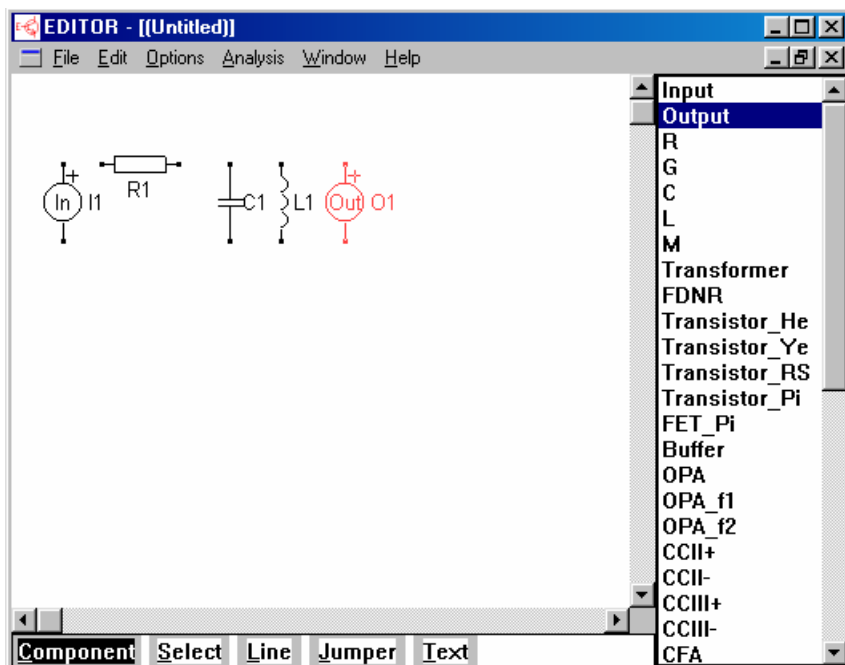 EDITOR - [(Untitled)]
File Edit Options Analysis Window Help
In I1 R1 C1 L1 Out O1
Input
Output
R
G
C
L
M
Transformer
FDNR
Transistor_He
Transistor_Ye
Transistor_RS
Transistor_Pi
FET_Pi
Buffer
OPA
OPA_f1
OPA_f2
CCII+
CCII-
CCIII+
CCIII-
CFA
Component Select Line Jumper Text